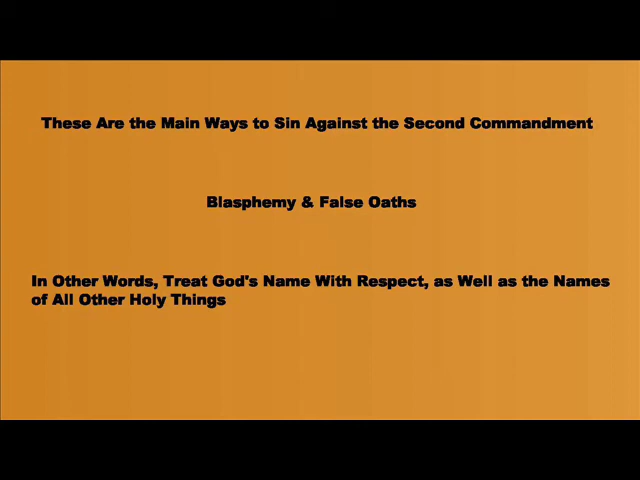 These Are the Main Ways to Sin Against the Second Commandment
Blasphemy & False Oaths
In Other Words, Treat God's Name With Respect, as Well as the Names
of All Other Holy Things